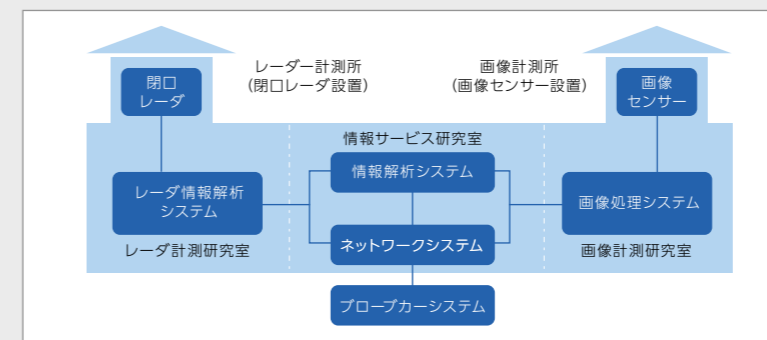 レーダー計測所
(閉口レーダ設置)
画像計測所
(画像センサー設置)
閉口
レーダ
画像
センサー
情報サービス研究室
レーダ情報解析
システム
情報解析システム
画像処理システム
ネットワークシステム
レーダ計測研究室
画像計測研究室
プローブカーシステム